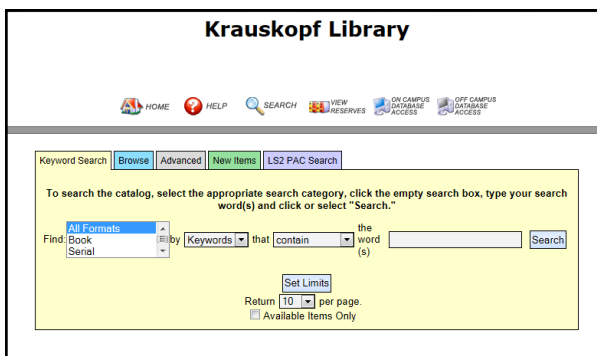 Krauskopf Library
HOME HELP SEARCH VIEW RESERVES ON CAMPUS DATABASE ACCESS OFF CAMPUS DATABASE ACCESS
Keyword Search Browse Advanced New Items LS2 PAC Search
To search the catalog, select the appropriate search category, click the empty search box, type your search
word(s) and click or select "Search."
Find: All Formats Book Serial by Keywords that contain the word (s) Search
Set Limits
Return 10 per page.
Available Items Only